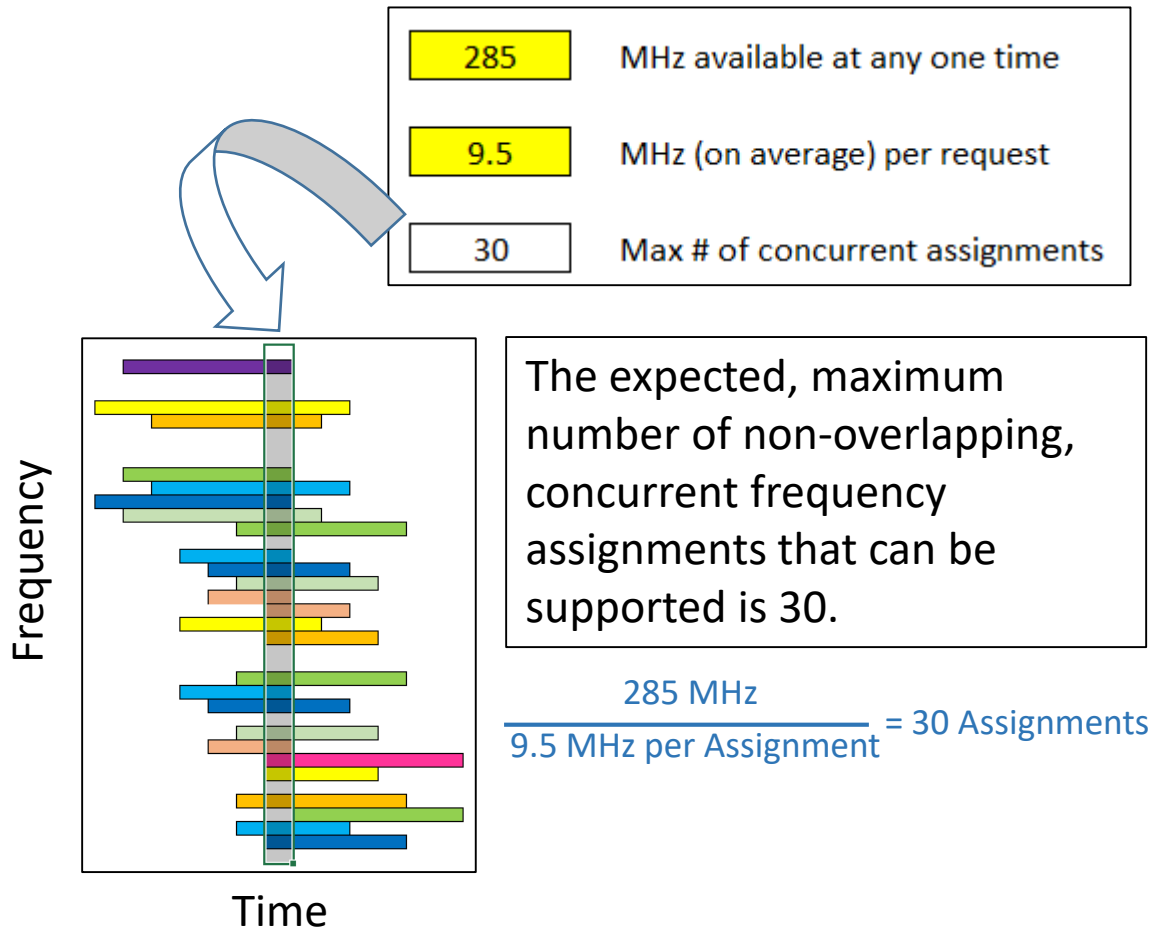 285 MHz available at any one time
9.5 MHz (on average) per request
30 Max # of concurrent assignments
Frequency
Time
The expected, maximum
number of non-overlapping,
concurrent frequency
assignments that can be
supported is 30.
285 MHz
9.5 MHz per Assignment
= 30 Assignments